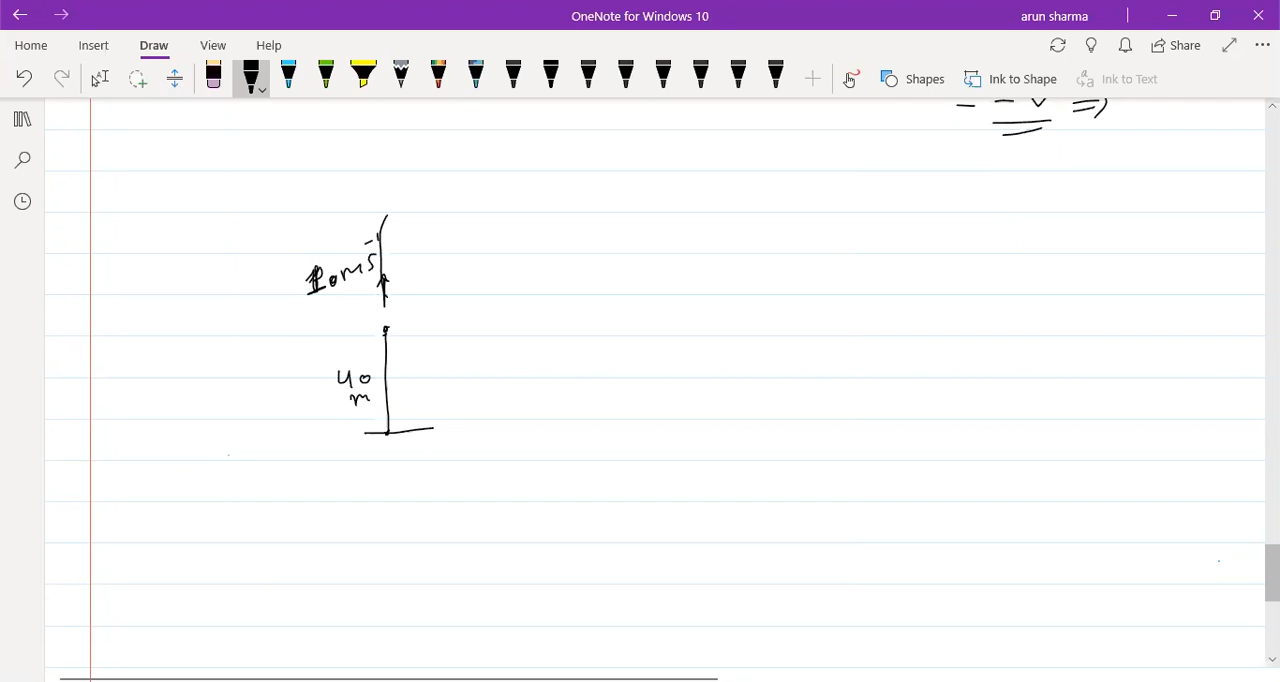 OneNote for Windows 10
arun sharma
Home Insert Draw View Help
Share
Shapes Ink to Shape Ink to Text
40
m